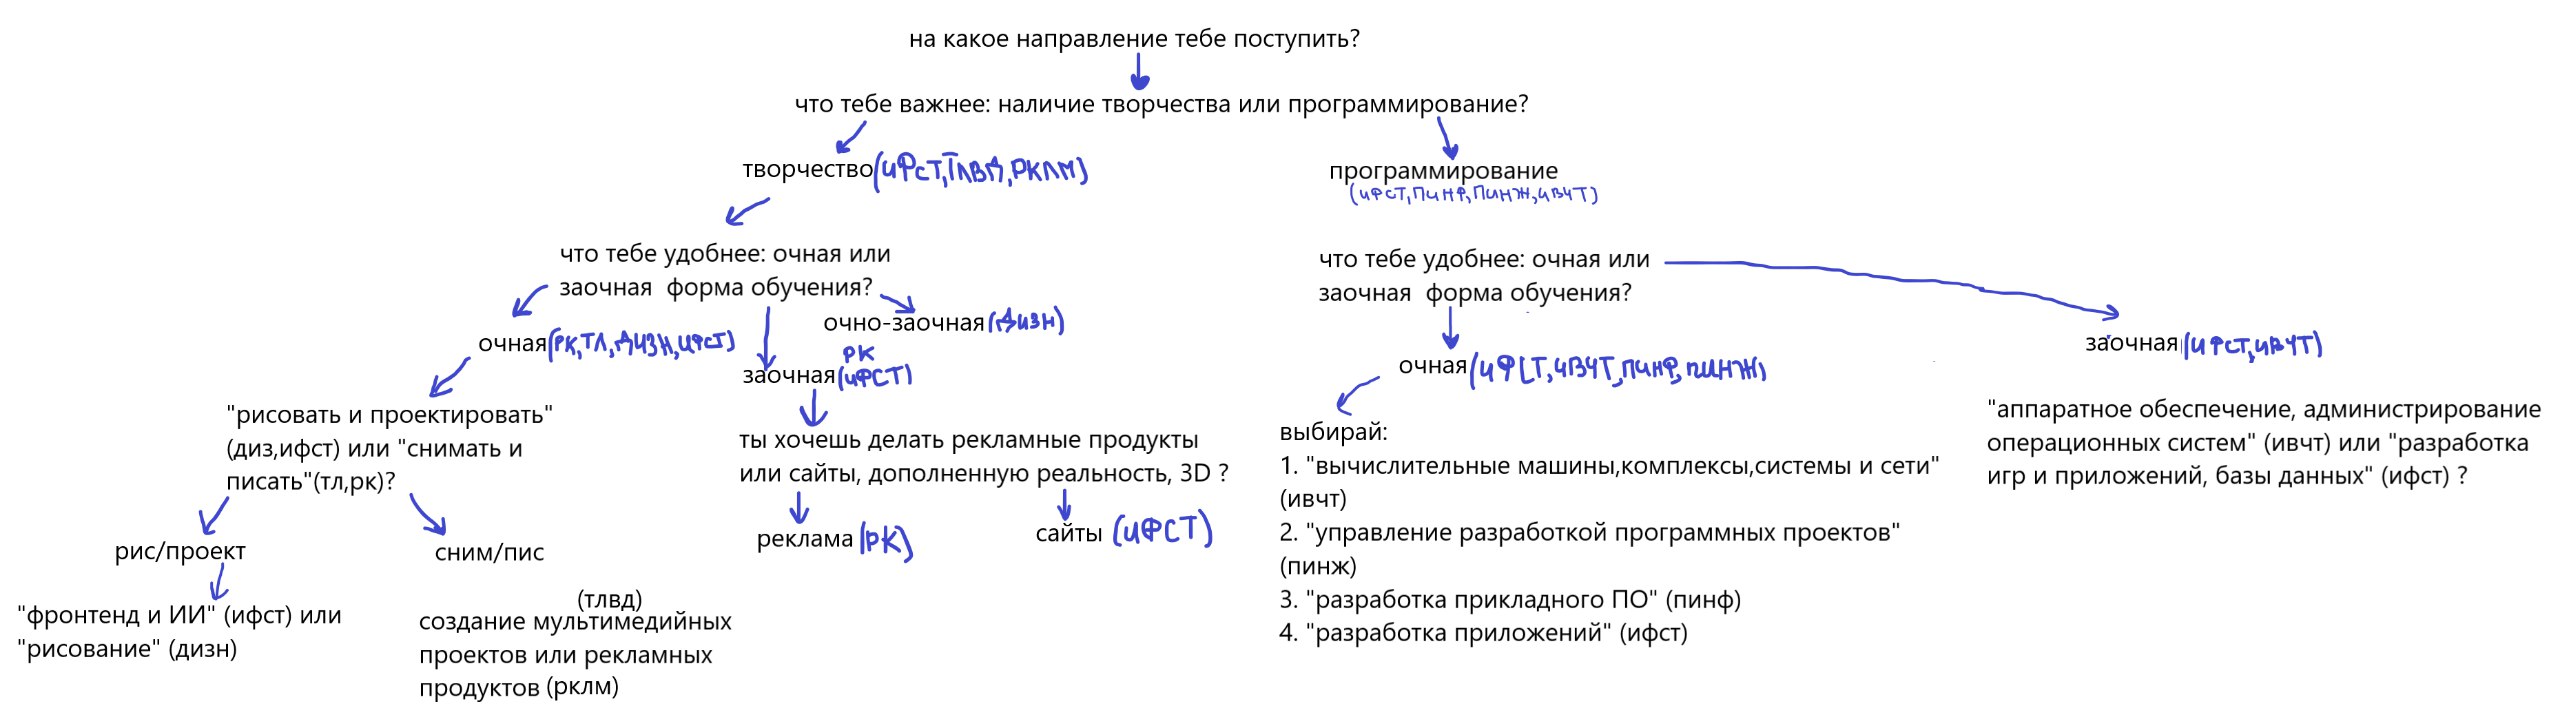 на какое направление тебе поступить?
что тебе важнее: наличие творчества или программирование?
творчество(ИФСТ,ТЛВД,РКЛМ)
программирование
(ИФСТ,ПИНФ,ПИНЖ,ИВЧТ)
что тебе удобнее: очная или
заочная форма обучения?
очная(РК,ТЛ,ДИЗН,ИФСТ)
очно-заочная(ДИЗН)
РК
заочная(ИФСТ)
"рисовать и проектировать"
(диз,ифст) или "снимать и
писать"(тл,рк)?
рис/проект
сним/пис
"фронтенд и ИИ" (ифст) или
"рисование" (дизн)
(тлвд)
создание мультимедийных
проектов или рекламных
продуктов (рклм)
ты хочешь делать рекламные продукты
или сайты, дополненную реальность, 3D ?
реклама(РК)
сайты (ИФСТ)
что тебе удобнее: очная или
заочная форма обучения?
очная(ИФСТ,ИВЧТ,ПИНФ,ПИНЖ)
выбирай:
1. "вычислительные машины,комплексы,системы и сети"
(ивчт)
2. "управление разработкой программных проектов"
(пинж)
3. "разработка прикладного ПО" (пинф)
4. "разработка приложений" (ифст)
заочная(ИФСТ,ИВЧТ)
"аппаратное обеспечение, администрирование
операционных систем" (ивчт) или "разработка
игр и приложений, базы данных" (ифст) ?